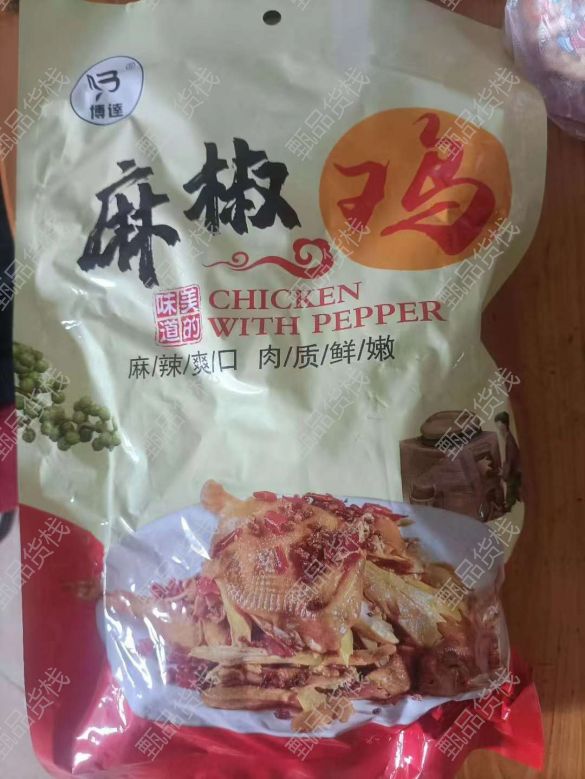 博達
麻椒鸡
美的
味道
CHICKEN
WITH PEPPER
麻/辣/爽/口 肉/质/鲜/嫩
甄品货栈